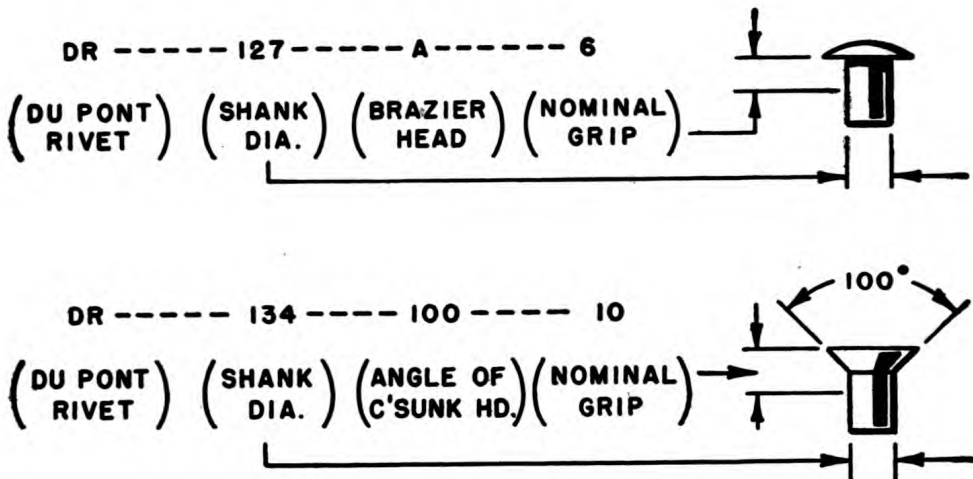 DR ----- 127 ----- A ------ 6
(DU PONT RIVET) (SHANK DIA.) (BRAZIER HEAD) (NOMINAL GRIP)
100°
DR ----- 134 ---- 100 ----- 10
(DU PONT RIVET) (SHANK DIA.) (ANGLE OF C'SUNK HD.) (NOMINAL GRIP)